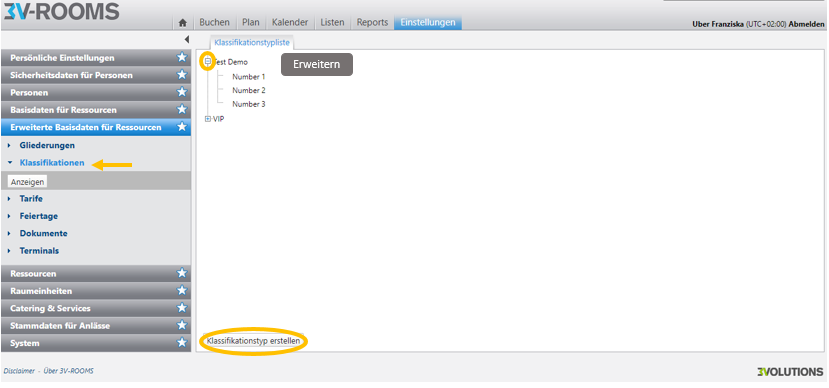 3V-ROOMS
Buchen Plan Kalender Listen Reports Einstellungen
Uber Franziska (UTC+02:00) Abmelden
Klassifikationstypliste
Persönliche Einstellungen
Sicherheitsdaten für Personen
Personen
Basisdaten für Ressourcen
Erweiterte Basisdaten für Ressourcen
Gliederungen
Klassifikationen
Anzeigen
Tarife
Feiertage
Dokumente
Terminals
Ressourcen
Raumeinheiten
Catering & Services
Stammdaten für Anlässe
System
Test Demo
Erweitern
Number 1
Number 2
Number 3
VIP
Klassifikationstyp erstellen
Disclaimer - Über 3V-ROOMS
3VOLUTIONS